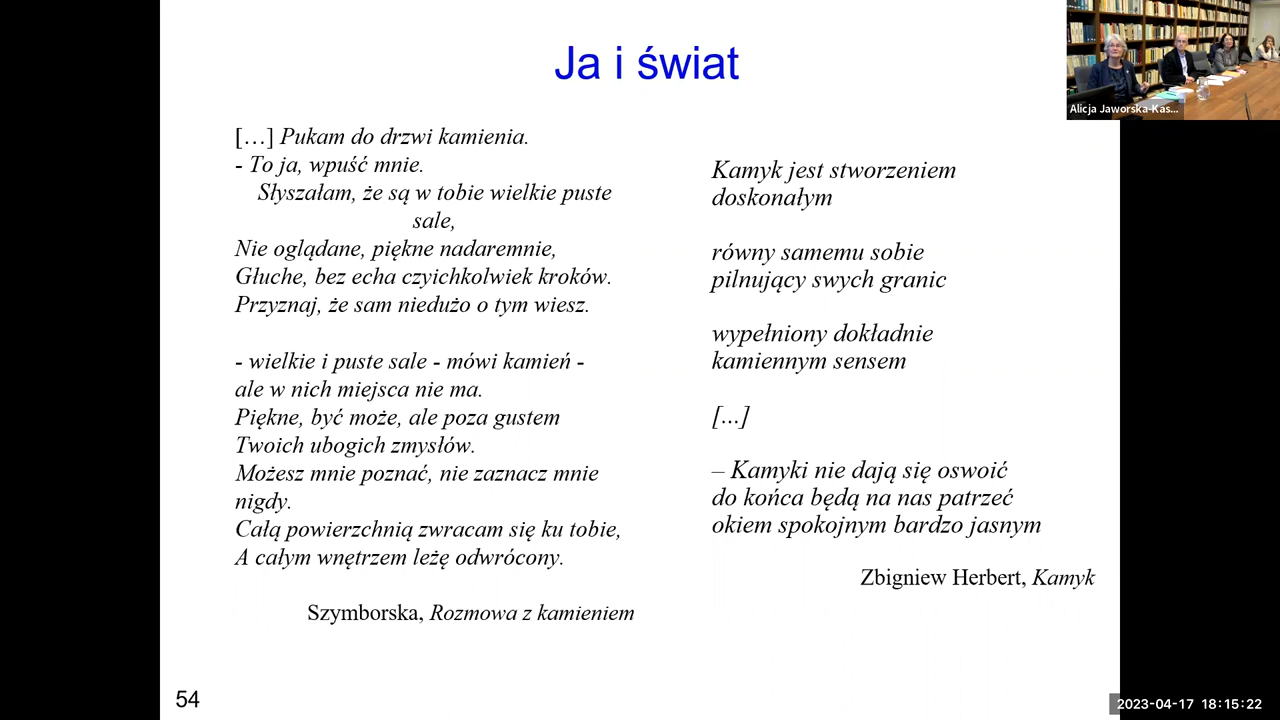 Ja i świat
[…] Pukam do drzwi kamienia.
- To ja, wpuść mnie.
Słyszałam, że są w tobie wielkie puste
sale,
Nie oglądane, piękne nadaremnie,
Głuche, bez echa czyichkolwiek kroków.
Przyznaj, że sam niedużo o tym wiesz.
- wielkie i puste sale - mówi kamień -
ale w nich miejsca nie ma.
Piękne, być może, ale poza gustem
Twoich ubogich zmysłów.
Możesz mnie poznać, nie zaznacz mnie
nigdy.
Całą powierzchnią zwracam się ku tobie,
A całym wnętrzem leżę odwrócony.
Szymborska, Rozmowa z kamieniem
Kamyk jest stworzeniem
doskonałym
równy samemu sobie
pilnujący swych granic
wypełniony dokładnie
kamiennym sensem
[...]
– Kamyki nie dają się oswoić
do końca będą na nas patrzeć
okiem spokojnym bardzo jasnym
Zbigniew Herbert, Kamyk
54
Alicja Jaworska-Kas...
2023-04-17 18:15:22